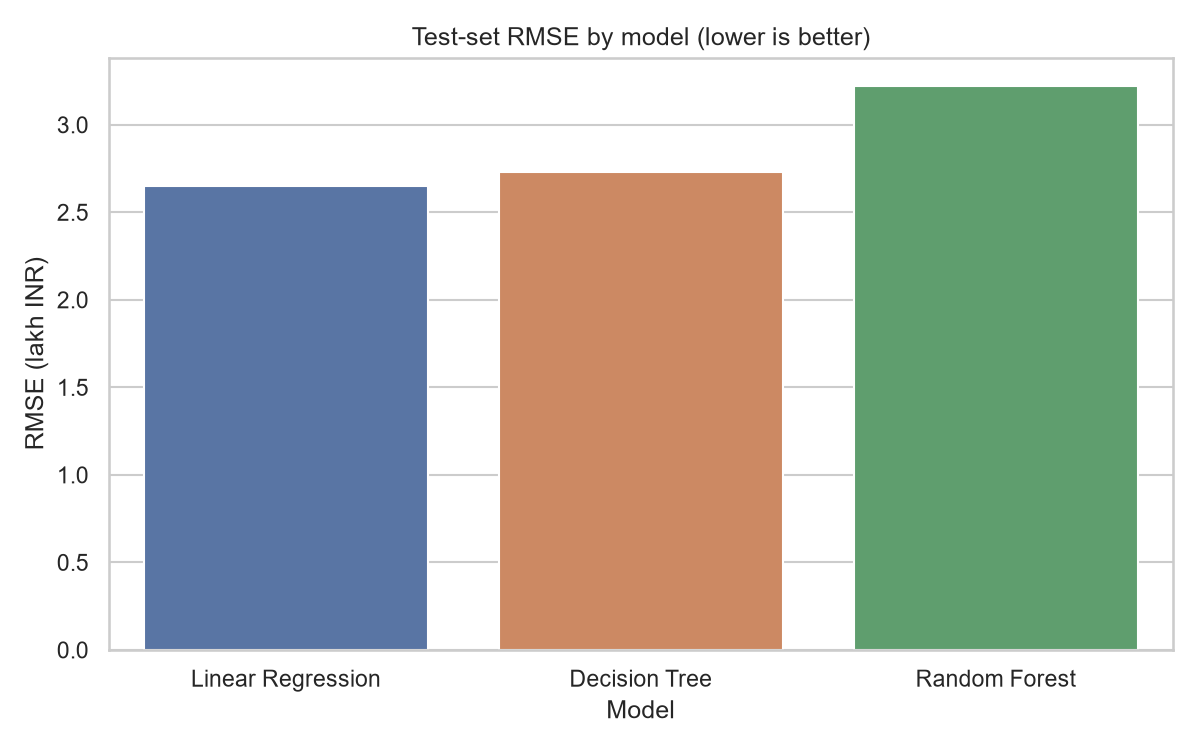 Test-set RMSE by model (lower is better)
RMSE (lakh INR)
3.0
2.5
2.0
1.5
1.0
0.5
0.0
Linear Regression
Decision Tree
Random Forest
Model